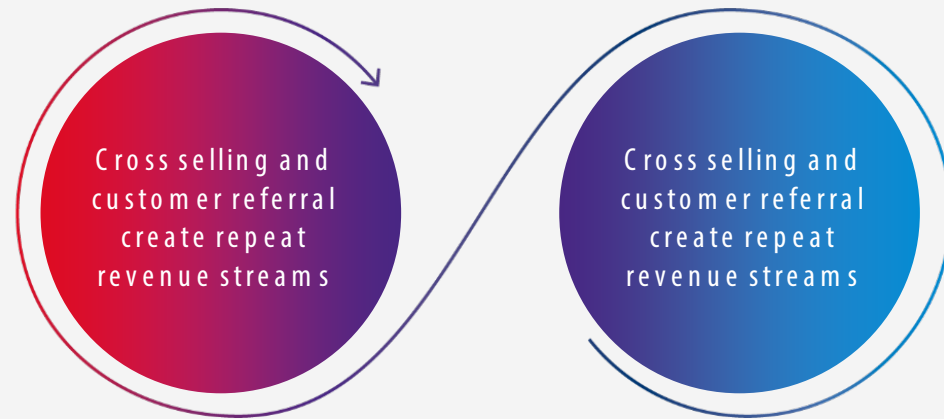 Cross selling and
customer referral
create repeat
revenue streams
Cross selling and
customer referral
create repeat
revenue streams